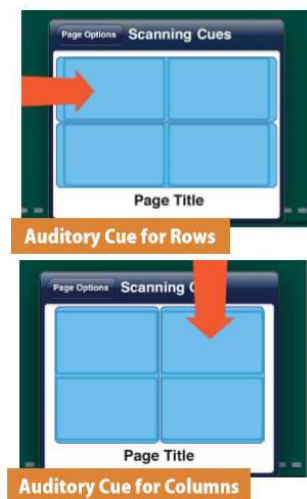 Page Options Scanning Cues
Page Title
Auditory Cue for Rows
Page Options Scanning C
Page Title
Auditory Cue for Columns